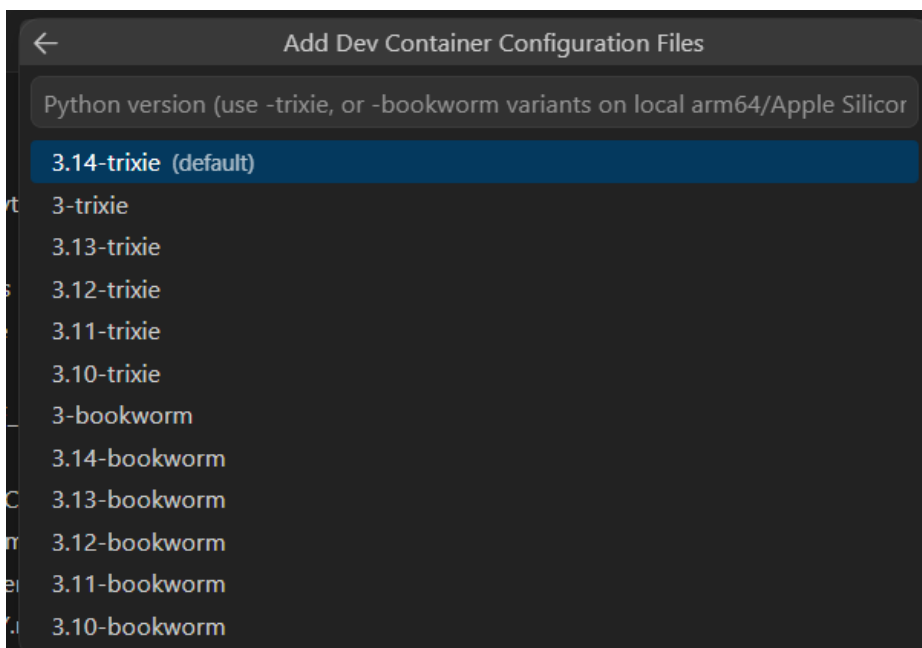 Add Dev Container Configuration Files
Python version (use -trixie, or -bookworm variants on local arm64/Apple Silicon
3.14-trixie (default)
3-trixie
3.13-trixie
3.12-trixie
3.11-trixie
3.10-trixie
3-bookworm
3.14-bookworm
3.13-bookworm
3.12-bookworm
3.11-bookworm
3.10-bookworm